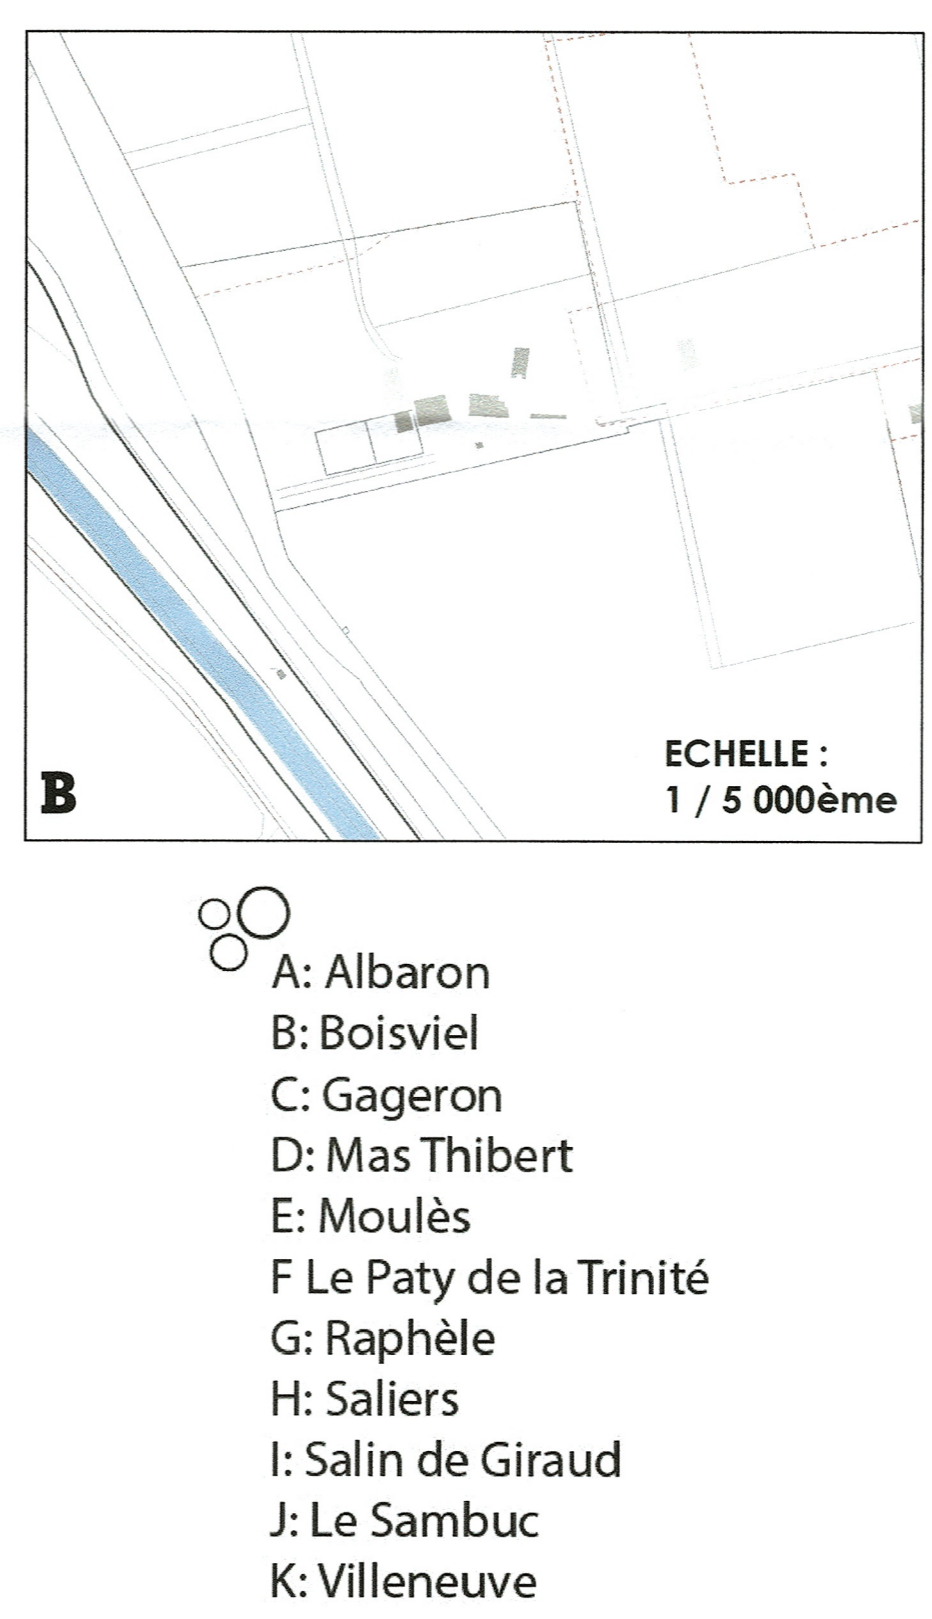 ECHELLE :
1 / 5 000ème
B
A: Albaron
B: Boisviel
C: Gageron
D: Mas Thibert
E: Moulès
F Le Paty de la Trinité
G: Raphèle
H: Saliers
I: Salin de Giraud
J: Le Sambuc
K: Villeneuve